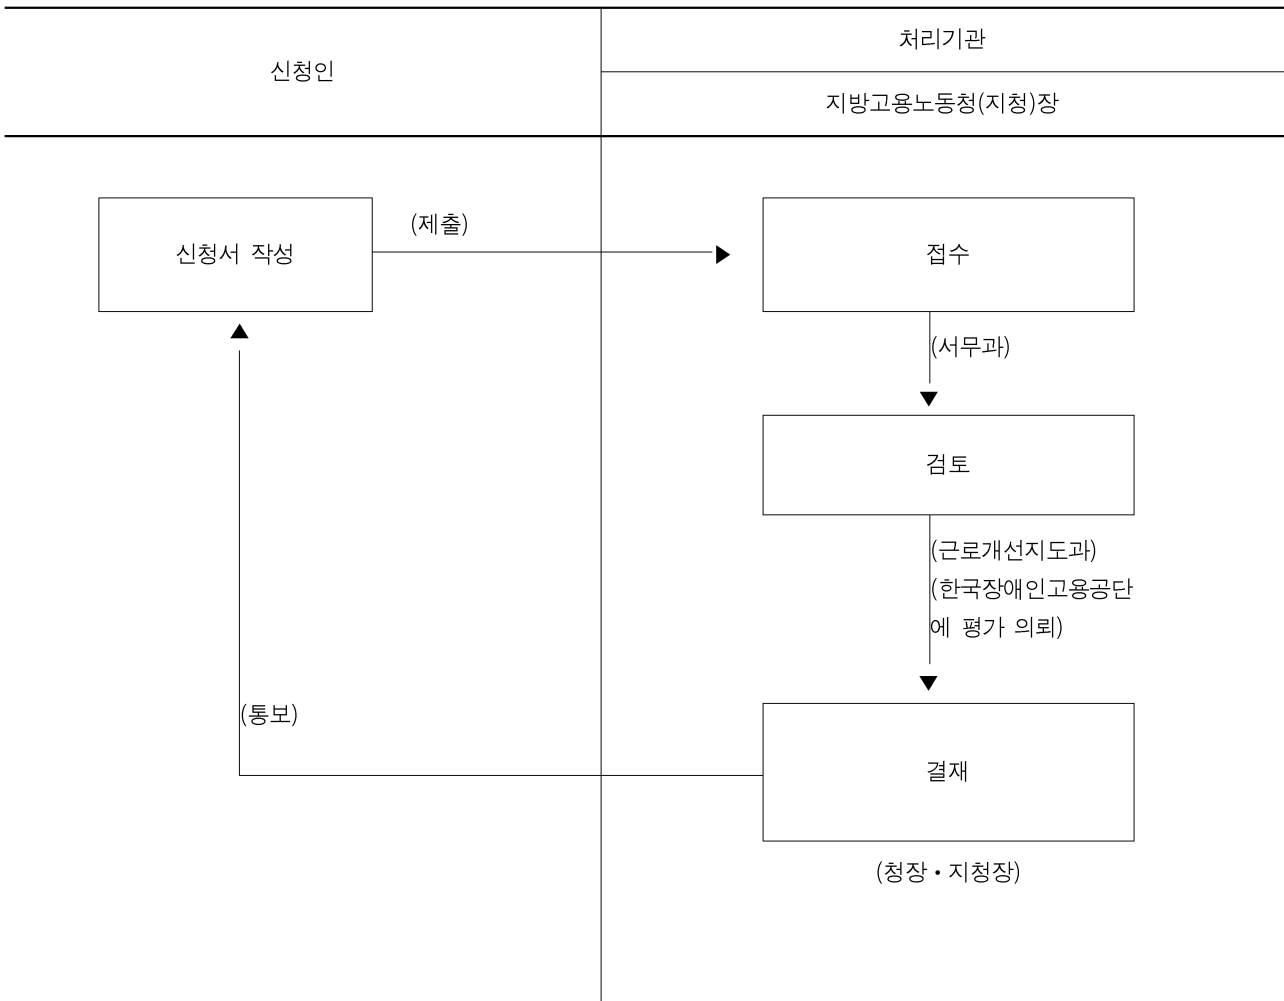 신청인
처리기관
지방고용노동청(지청)장
신청서 작성
(제출)
접수
(서무과)
검토
(근로개선지도과)
(한국장애인고용공단
에 평가 의뢰)
(통보)
결재
(청장·지청장)